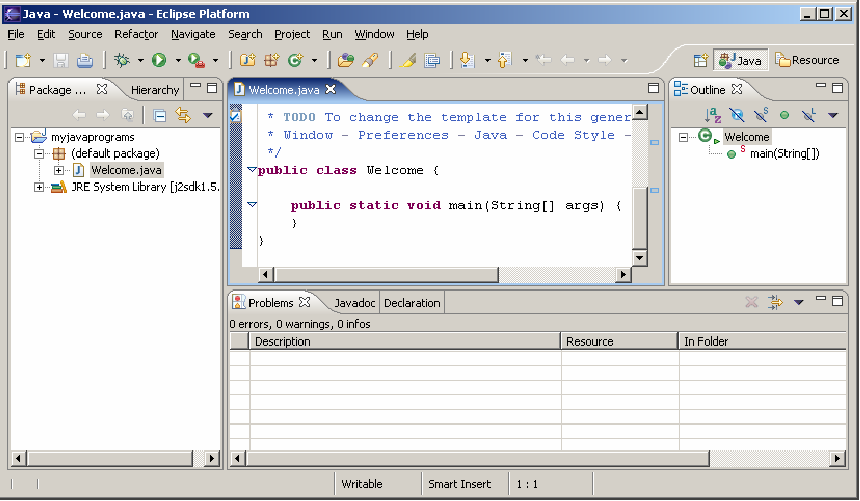 Java - Welcome.java - Eclipse Platform
File Edit Source Refactor Navigate Search Project Run Window Help
Java Resource
Package ... Hierarchy
myjavaprograms
(default package)
Welcome.java
JRE System Library [j2sdk1.5.
Welcome.java
* TODO To change the template for this gener
* Window - Preferences - Java - Code Style -
*/
public class Welcome {
public static void main(String[] args) {
}
}
Outline
Welcome
main(String[])
Problems Javadoc Declaration
0 errors, 0 warnings, 0 infos
Description Resource In Folder
Writable Smart Insert 1 : 1